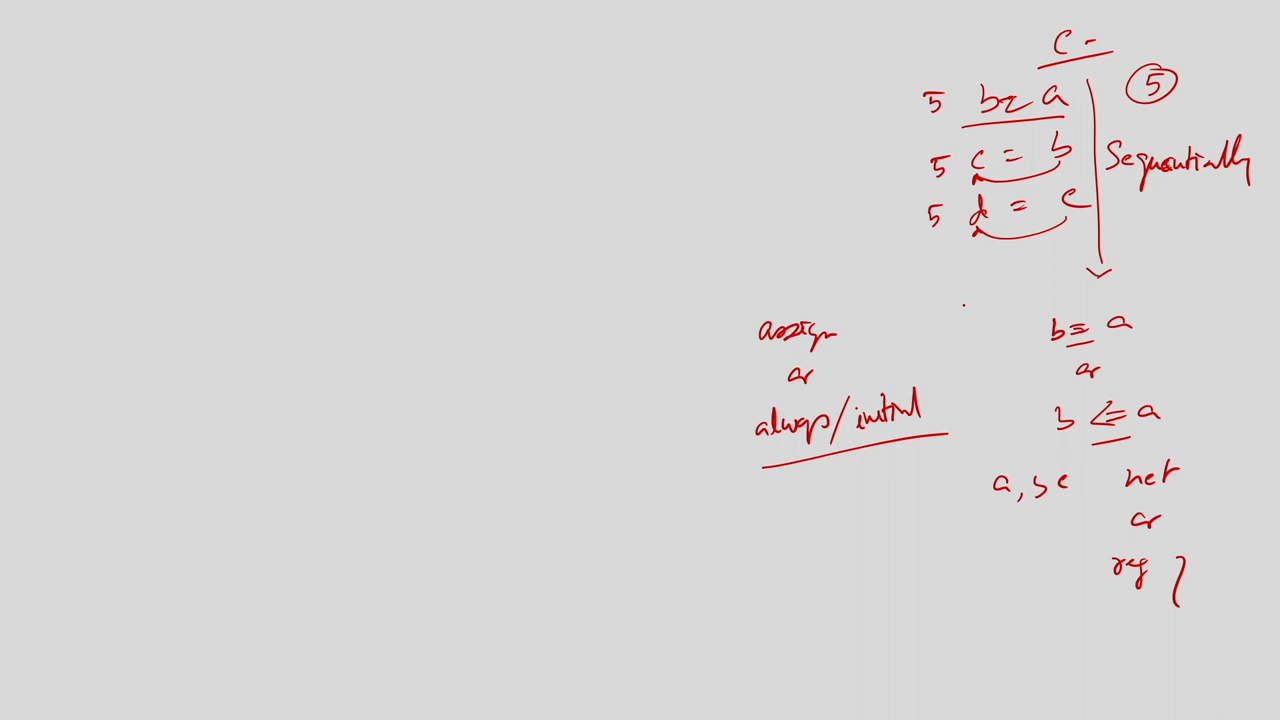 C -
5 b = a 5
5 c = b Sequentially
5 d = c
assign b = a
or or
always/initial b <= a
a, b c net
or
reg